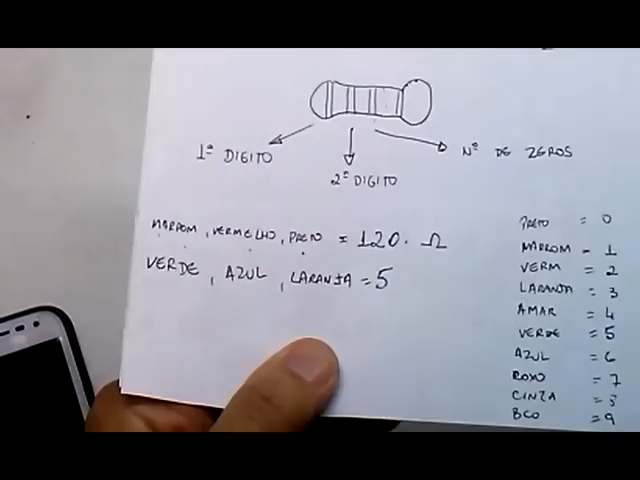 1º DIGITO
2º DIGITO
Nº DE ZEROS
MARROM, VERMELHO, PRETO = 120. Ω
VERDE, AZUL, LARANJA = 5
PRETO = 0
MARROM = 1
VERM = 2
LARANJA = 3
AMAR = 4
VERDE = 5
AZUL = 6
ROXO = 7
CINZA = 8
BCO = 9